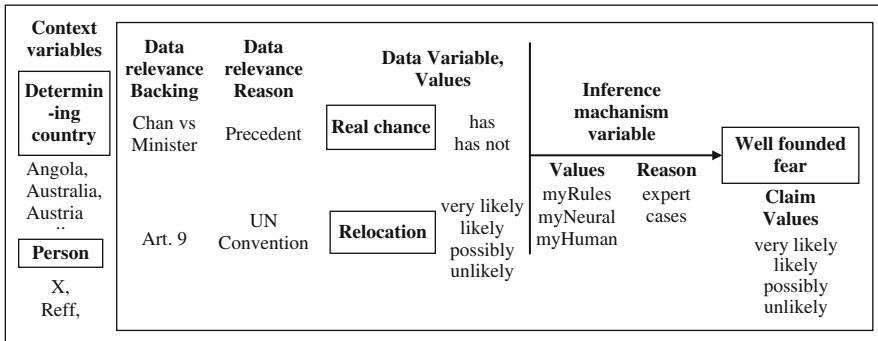 Context
variables
Determin
-ing
country
Angola,
Australia,
Austria
..
Person
X,
Reff,
Data
relevance
Backing
Chan vs
Minister
Art. 9
Data
relevance
Reason
Precedent
UN
Convention
Data Variable,
Values
Real chance
has
has not
Relocation
very likely
likely
possibly
unlikely
Inference
machanism
variable
Values
myRules
myNeural
myHuman
Reason
expert
cases
Well founded
fear
Claim
Values
very likely
likely
possibly
unlikely